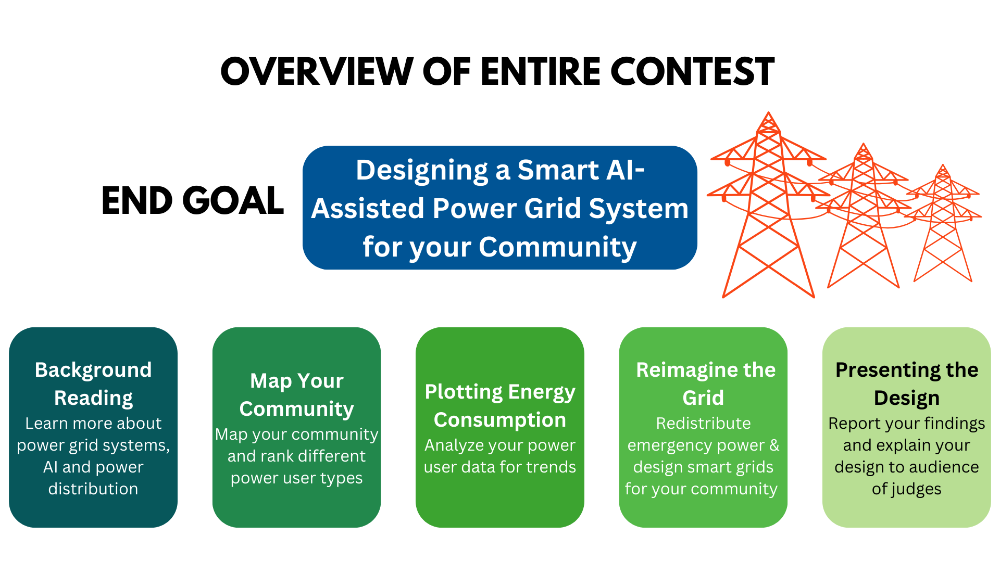 OVERVIEW OF ENTIRE CONTEST
END GOAL
Designing a Smart AI-
Assisted Power Grid System
for your Community
Background
Reading
Learn more about
power grid systems,
AI and power
distribution
Map Your
Community
Map your community
and rank different
power user types
Plotting Energy
Consumption
Analyze your power
user data for trends
Reimagine the
Grid
Redistribute
emergency power &
design smart grids
for your community
Presenting the
Design
Report your findings
and explain your
design to audience
of judges